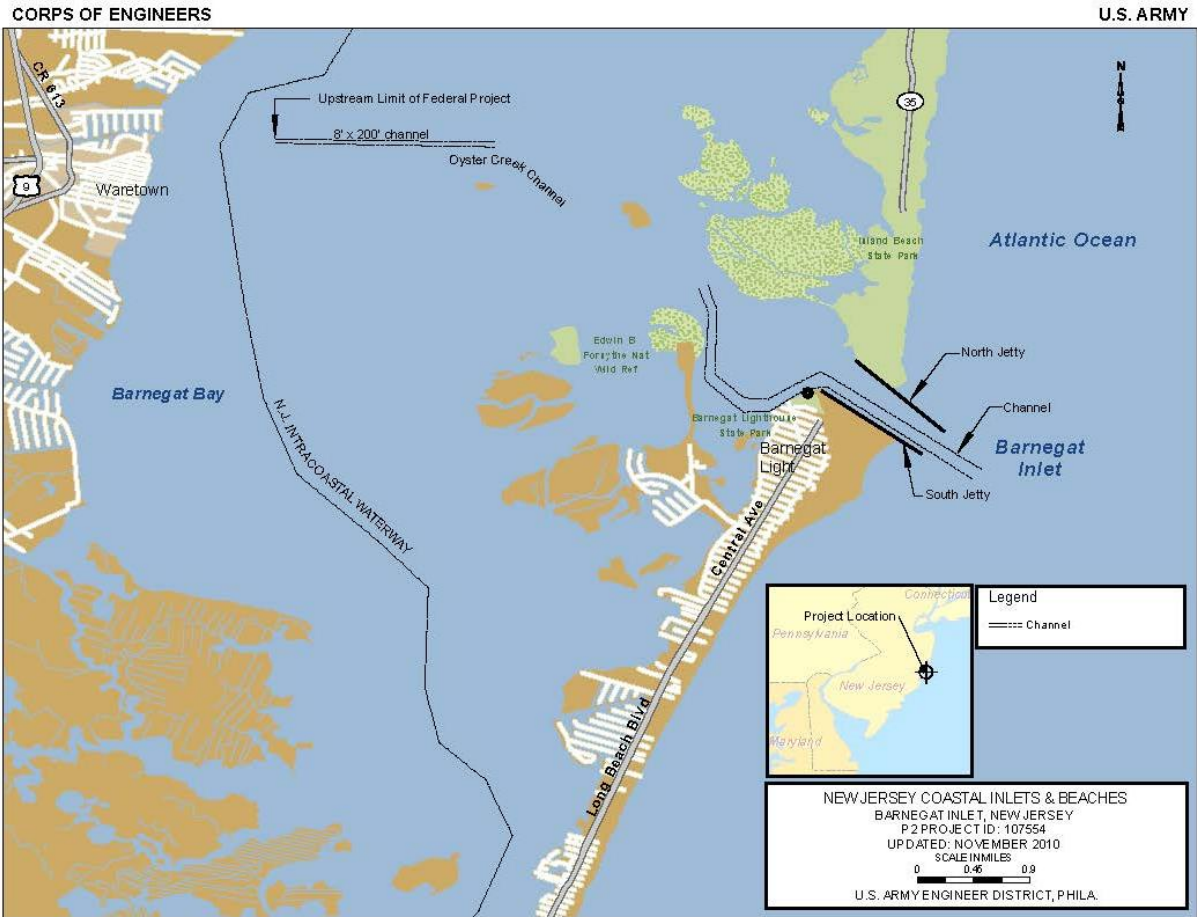 CORPS OF ENGINEERS
U.S. ARMY
CR 613
Upstream Limit of Federal Project
8' x 200' channel
Oyster Creek Channel
9
Waretown
35
N
Island Beach
State Park
Atlantic Ocean
Edwin B
Forsythe Nat
Wild Ref
Barnegat Bay
N.J. INTRACOASTAL WATERWAY
North Jetty
Channel
Barnegat Lighthouse
State Park
Barnegat
Light
Barnegat
Inlet
South Jetty
Central Ave
Long Beach Blvd
Project Location
Connecticut
Pennsylvania
New Jersey
Maryland
Legend
Channel
NEW JERSEY COASTAL INLETS & BEACHES
BARNEGAT INLET, NEW JERSEY
P2 PROJECT ID: 107554
UPDATED: NOVEMBER 2010
SCALE IN MILES
0 0.45 0.9
U.S. ARMY ENGINEER DISTRICT, PHILA.